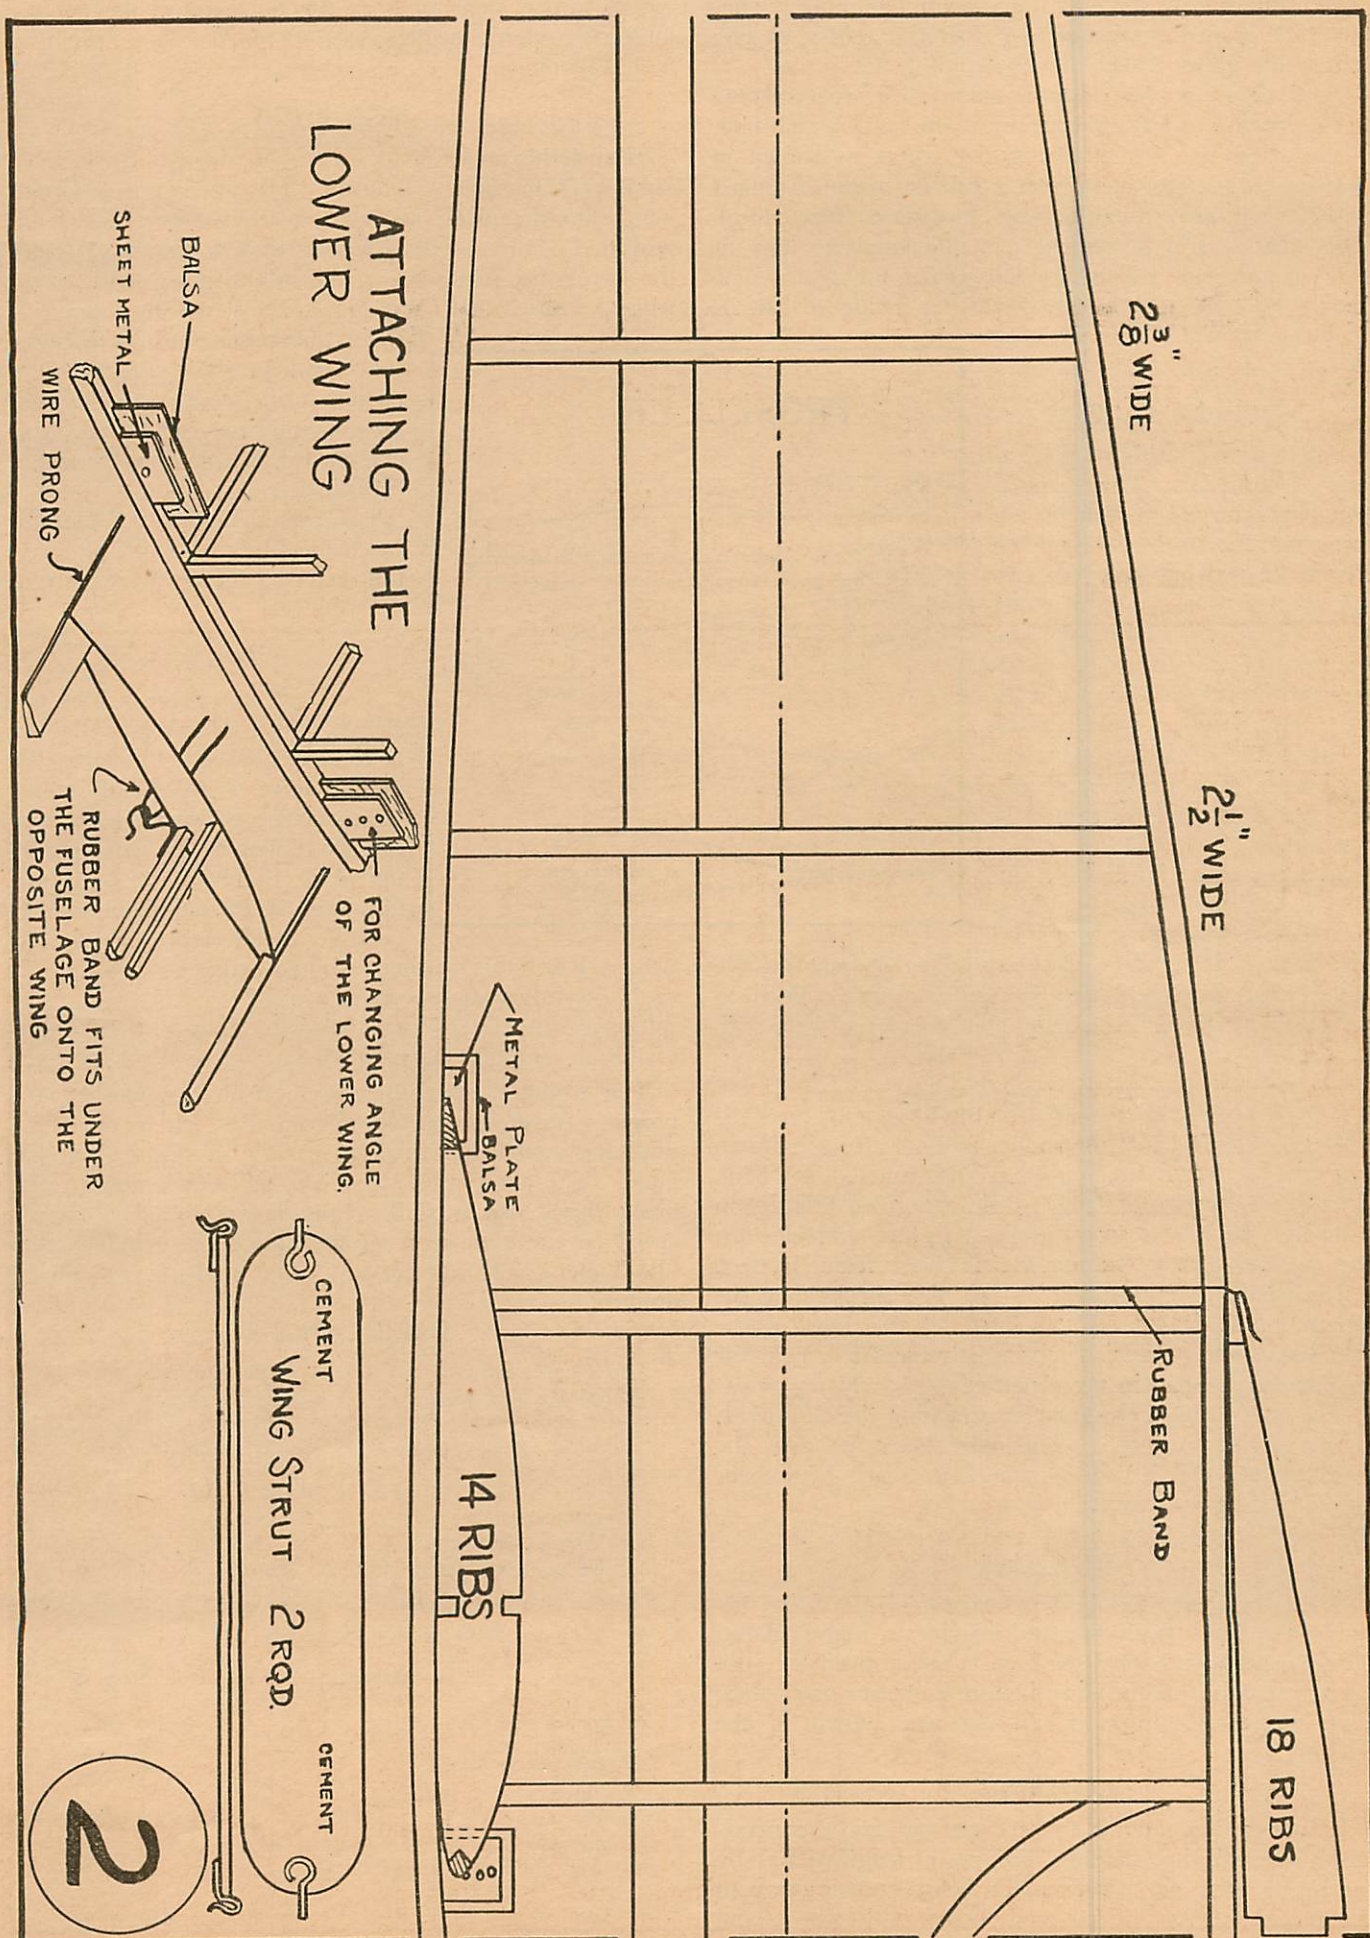 2 3/8" WIDE
2 1/2" WIDE
18 RIBS
RUBBER BAND
METAL PLATE
BALSA
14 RIBS
ATTACHING THE
LOWER WING
BALSA
SHEET METAL
WIRE PRONG
FOR CHANGING ANGLE
OF THE LOWER WING.
RUBBER BAND FITS UNDER
THE FUSELAGE ONTO THE
OPPOSITE WING
CEMENT
WING STRUT 2 RQD.
CEMENT
2